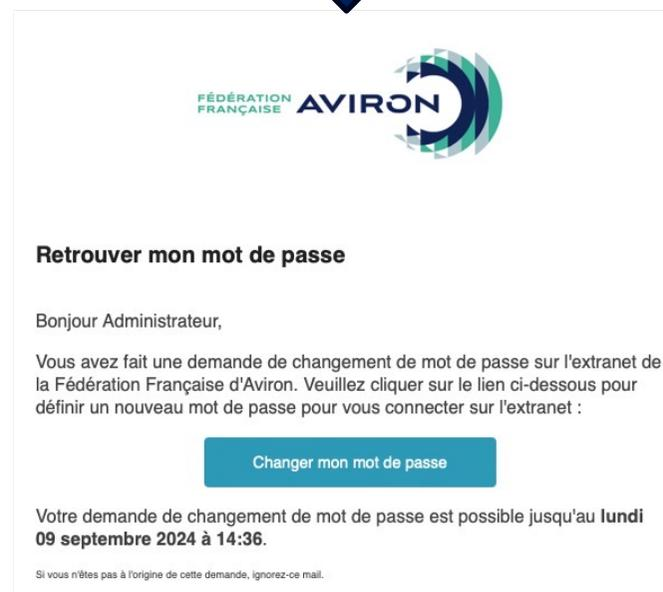 FÉDÉRATION
FRANÇAISE AVIRON
Retrouver mon mot de passe
Bonjour Administrateur,
Vous avez fait une demande de changement de mot de passe sur l'extranet de
la Fédération Française d'Aviron. Veuillez cliquer sur le lien ci-dessous pour
définir un nouveau mot de passe pour vous connecter sur l'extranet :
Changer mon mot de passe
Votre demande de changement de mot de passe est possible jusqu'au lundi
09 septembre 2024 à 14:36.
Si vous n'êtes pas à l'origine de cette demande, ignorez-ce mail.